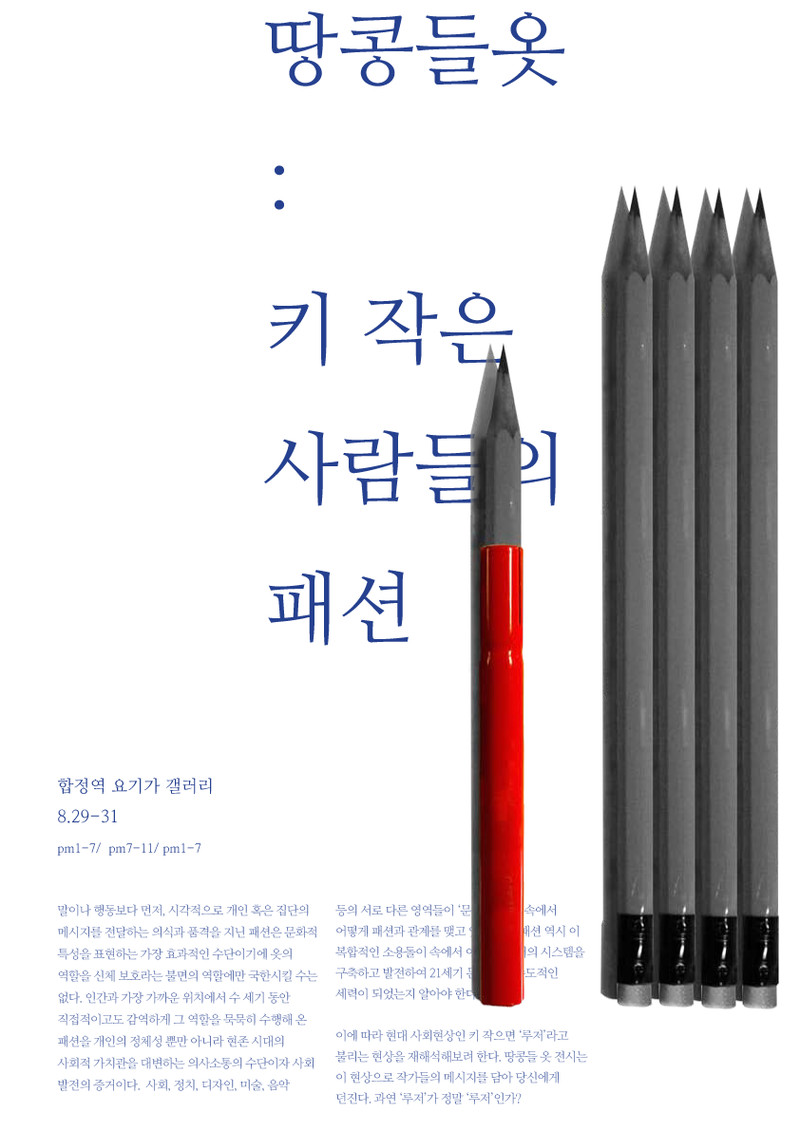 땅콩들옷
:
키 작은
사람들의
패션
합정역 요기가 갤러리
8.29-31
pm1-7/ pm7-11/ pm1-7
말이나 행동보다 먼저, 시각적으로 개인 혹은 집단의
메시지를 전달하는 의식과 품격을 지닌 패션은 문화적
특성을 표현하는 가장 효과적인 수단이기에 옷의
역할을 신체 보호라는 불면의 역할에만 국한시킬 수는
없다. 인간과 가장 가까운 위치에서 수 세기 동안
직접적이고도 감역하게 그 역할을 묵묵히 수행해 온
패션을 개인의 정체성 뿐만 아니라 현존 시대의
사회적 가치관을 대변하는 의사소통의 수단이자 사회
발전의 증거이다. 사회, 정치, 디자인, 미술, 음악
등의 서로 다른 영역들이 속에서
어떻게 패션과 관계를 맺고 패션 역시 이
복합적인 소용돌이 속에서 시스템을
구축하고 발전하여 21세기
세력이 되었는지 알아야 한다
이에 따라 현대 사회현상인 키 작으면 ‘루저’라고
불리는 현상을 재해석해보려 한다. 땅콩들 옷 전시는
이 현상으로 작가들의 메시지를 담아 당신에게
던진다. 과연 ‘루저’가 정말 ‘루저’인가?